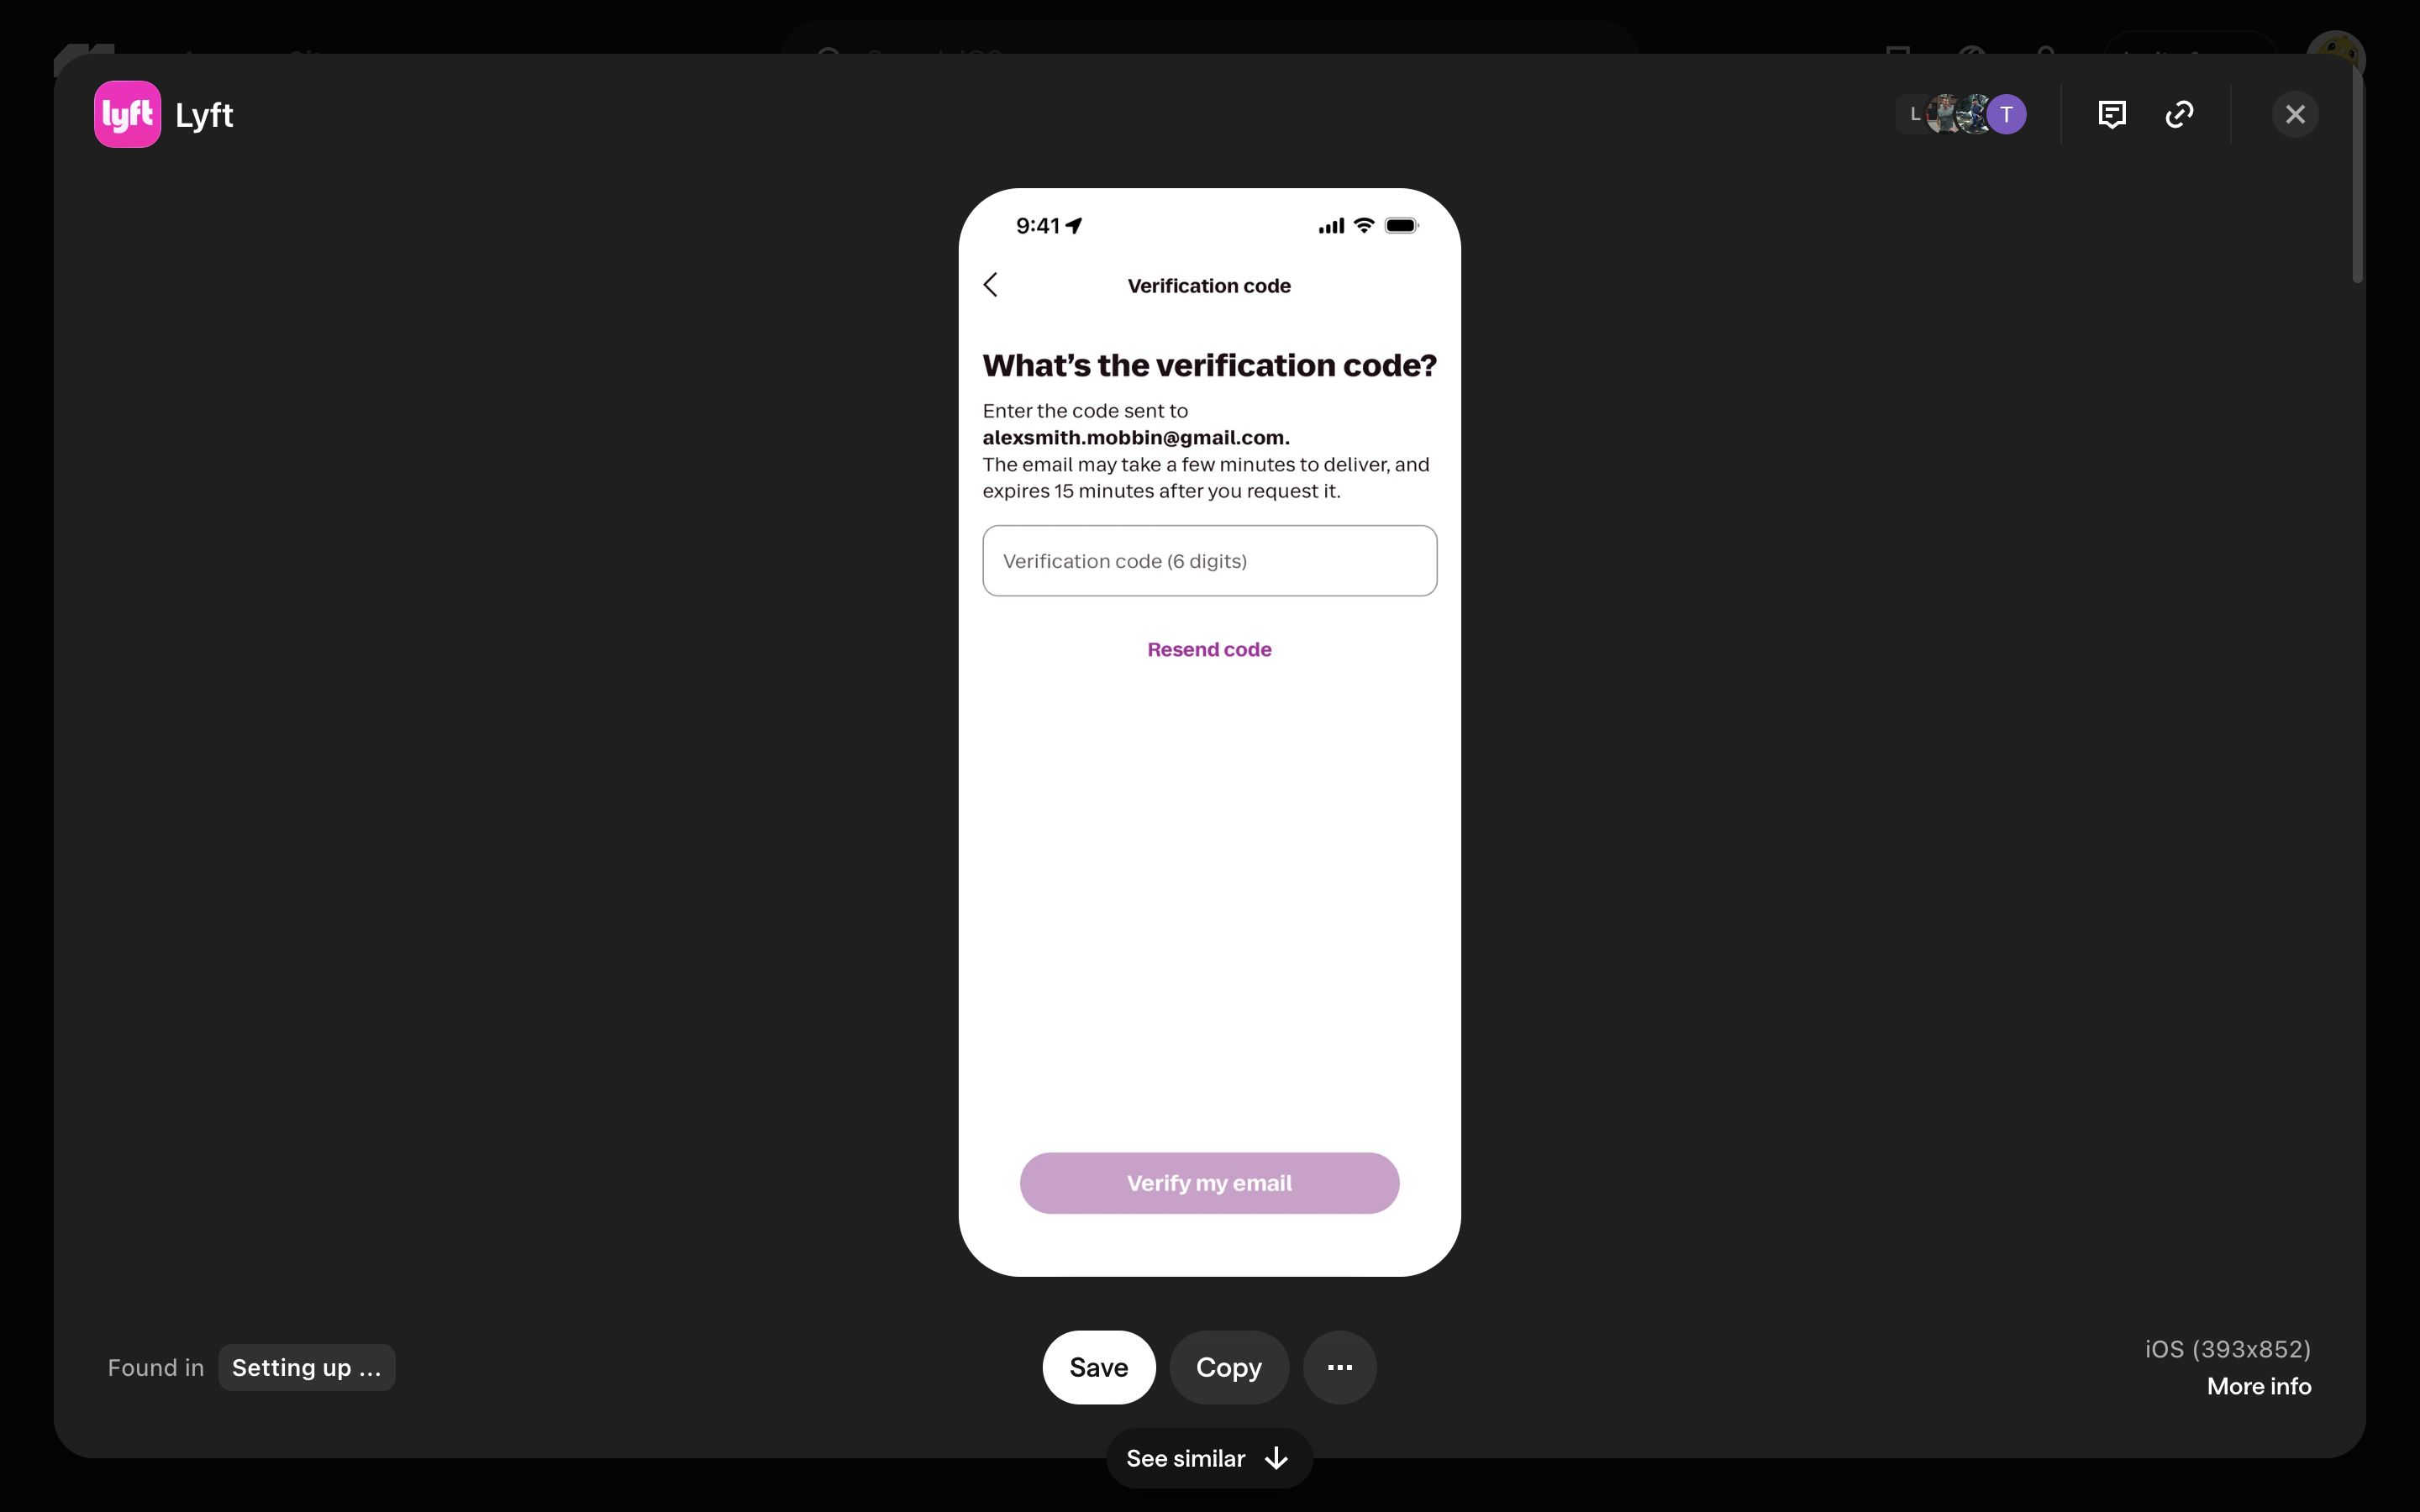 lyft Lyft
L T
9:41
Verification code
What's the verification code?
Enter the code sent to
alexsmith.mobbin@gmail.com.
The email may take a few minutes to deliver, and
expires 15 minutes after you request it.
Verification code (6 digits)
Resend code
Verify my email
Found in Setting up ...
Save Copy
iOS (393x852)
More info
See similar